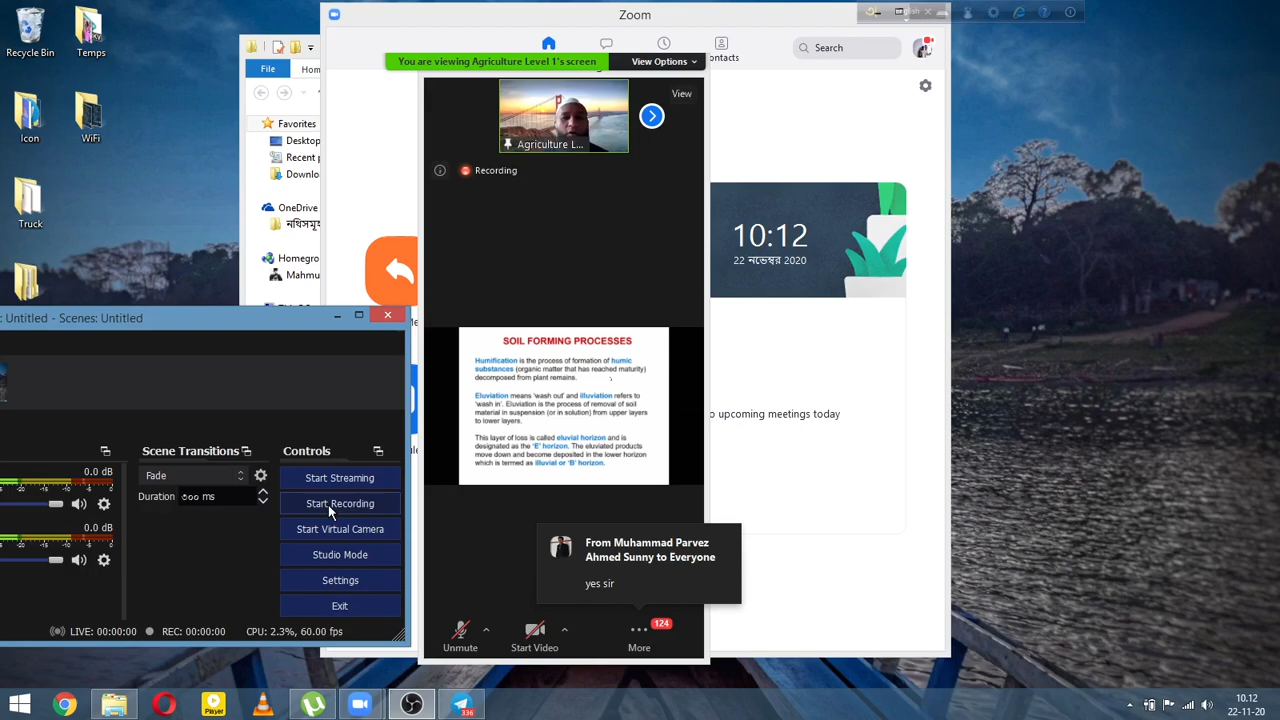 Recycle Bin
Temps
Icon
WiFi
Truck
Zoom
English
File
Hom
Favorites
Desktop
Recent p
Downlo
OneDrive
নথিসমূহ
Homegro
Mahmu
ontacts
Search
You are viewing Agriculture Level 1's screen
View Options
View
Agriculture L...
Recording
10:12
22 নভেম্বর 2020
SOIL FORMING PROCESSES
Humification is the process of formation of humic
substances (organic matter that has reached maturity)
decomposed from plant remains.
Eluviation means 'wash out' and illuviation refers to
'wash in'. Eluviation is the process of removal of soil
material in suspension (or in solution) from upper layers
to lower layers.
This layer of loss is called eluvial horizon and is
designated as the 'E' horizon. The eluviated products
move down and become deposited in the lower horizon
which is termed as illuvial or 'B' horizon.
o upcoming meetings today
From Muhammad Parvez
Ahmed Sunny to Everyone
yes sir
Unmute
Start Video
More
124
: Untitled - Scenes: Untitled
Scene Transitions
Controls
Fade
Duration ৩০০ ms
0.0 dB
0.0 dB
Start Streaming
Start Recording
Start Virtual Camera
Studio Mode
Settings
Exit
LIVE: 00:00:00
REC: 00:00:00
CPU: 2.3%, 60.00 fps
Player
336
10.12
22-11-20